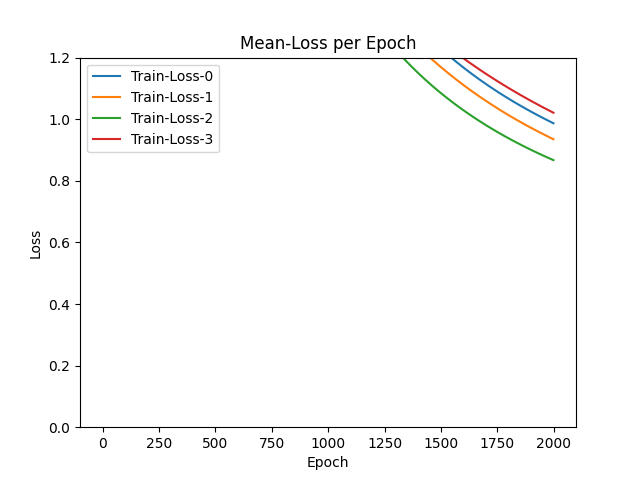 Mean-Loss per Epoch
Train-Loss-0
Train-Loss-1
Train-Loss-2
Train-Loss-3
1.2
1.0
0.8
0.6
0.4
0.2
0.0
Loss
0 250 500 750 1000 1250 1500 1750 2000
Epoch